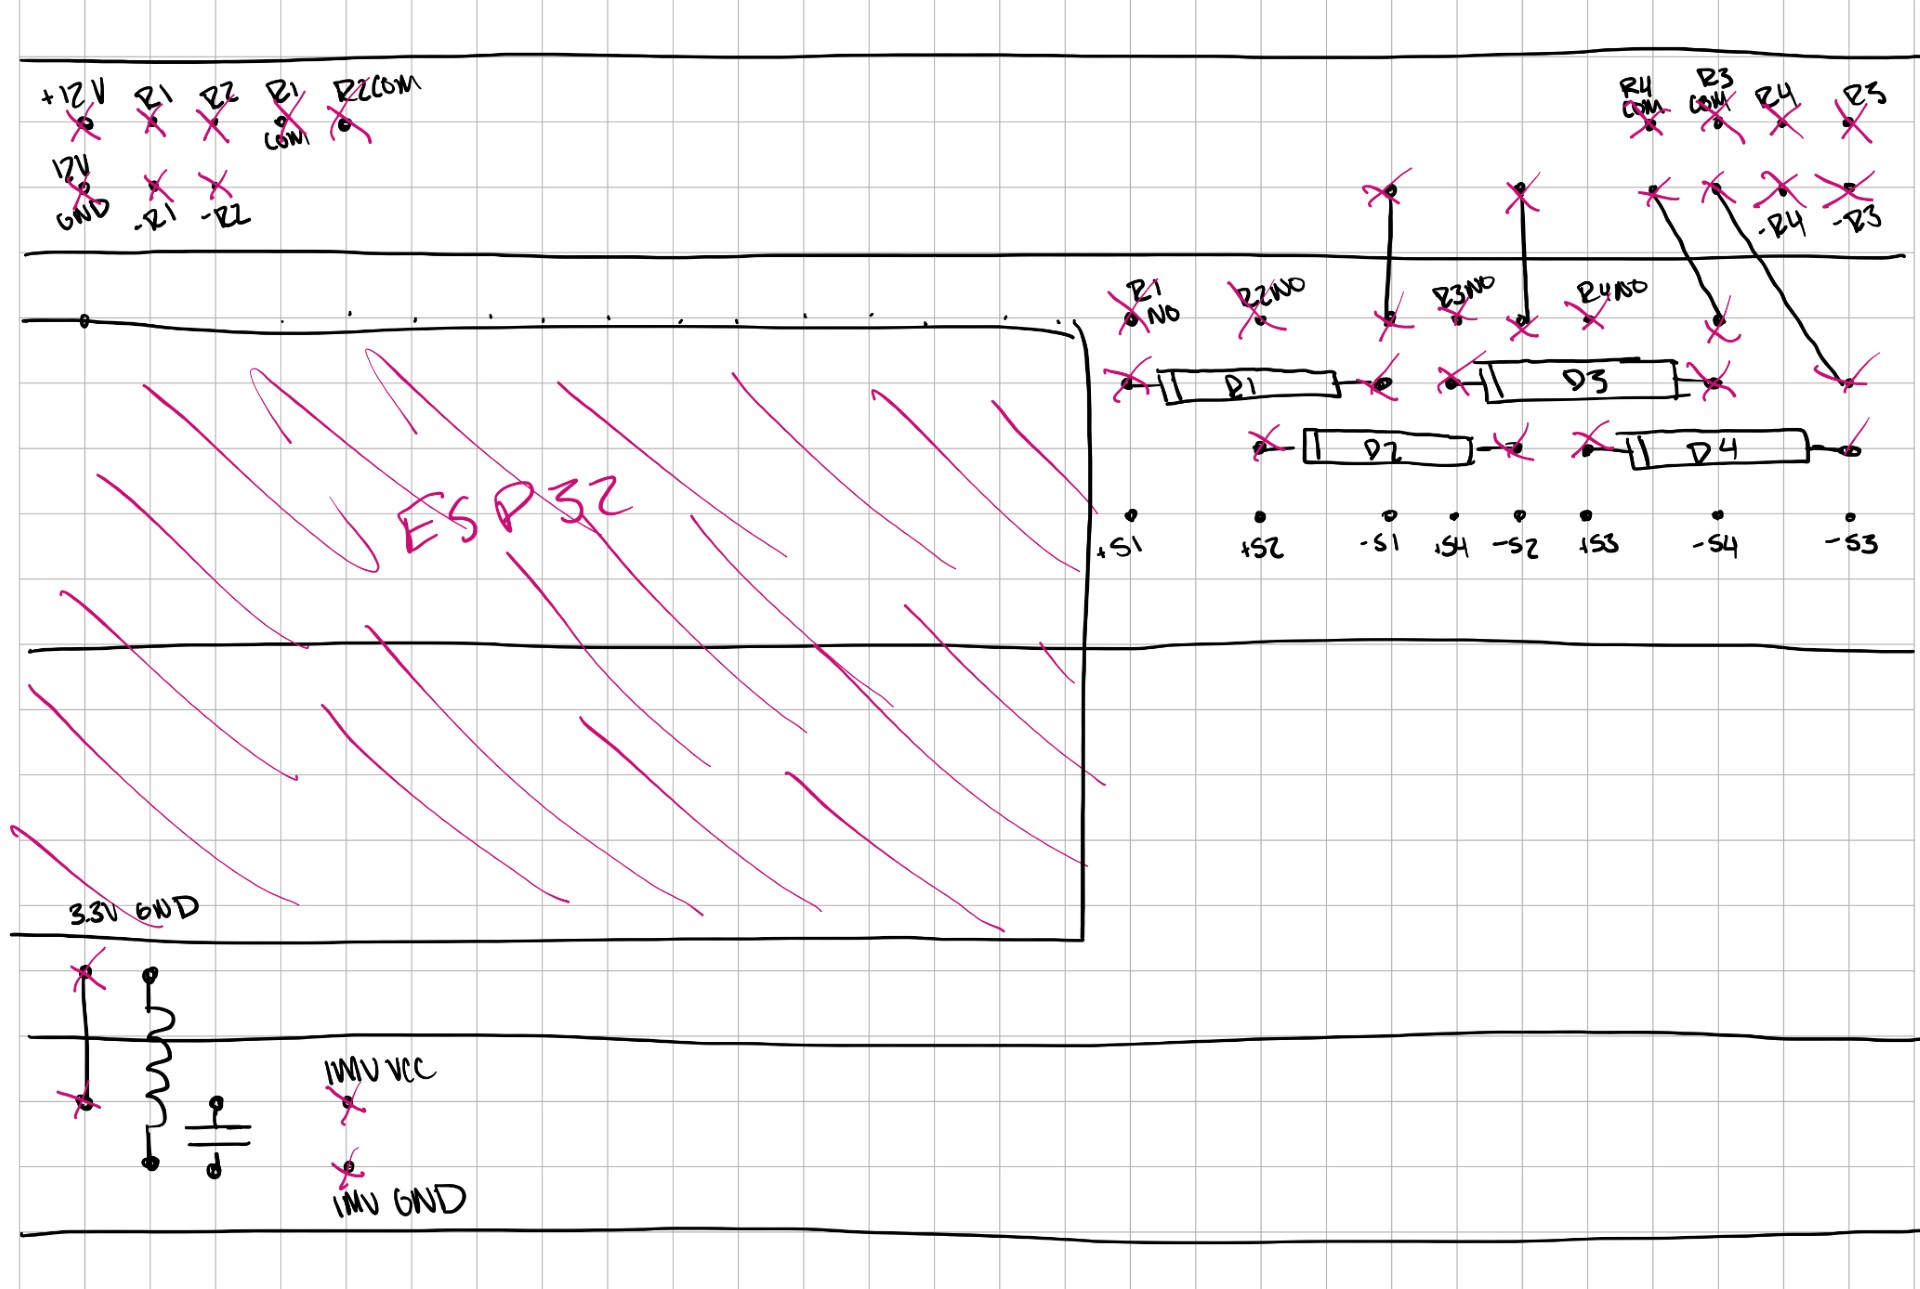 +12V R1 R2 R1 COM R2COM
R4 COM R3 COM R4 R3
12V GND -R1 -R2
-R4 -R3
R1 NO R2NO R3NO R4NO
D1 D3
D2 D4
ESP32
+S1 +S2 -S1 +S4 -S2 +S3 -S4 -S3
3.3V GND
IMU VCC
IMU GND